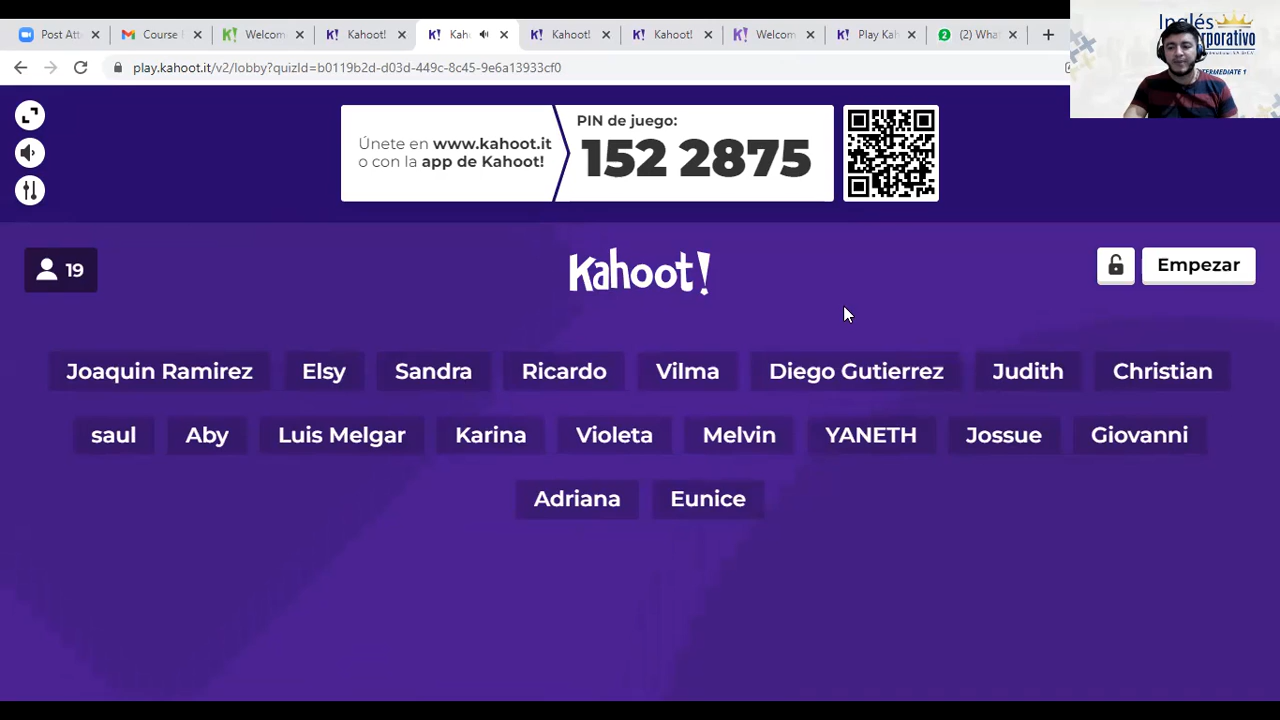 Post Att
Course
Welcom
Kahoot!
Kah
Kahoot!
Kahoot!
Welcom
Play Kah
(2) Wha
play.kahoot.it/v2/lobby?quizId=b0119b2d-d03d-449c-8c45-9e6a13933cf0
Inglés
rporativo
ERMEDIATE 1
Únete en www.kahoot.it
o con la app de Kahoot!
PIN de juego:
152 2875
19
Kahoot!
Empezar
Joaquin Ramirez Elsy Sandra Ricardo Vilma Diego Gutierrez Judith Christian
saul Aby Luis Melgar Karina Violeta Melvin YANETH Jossue Giovanni
Adriana Eunice